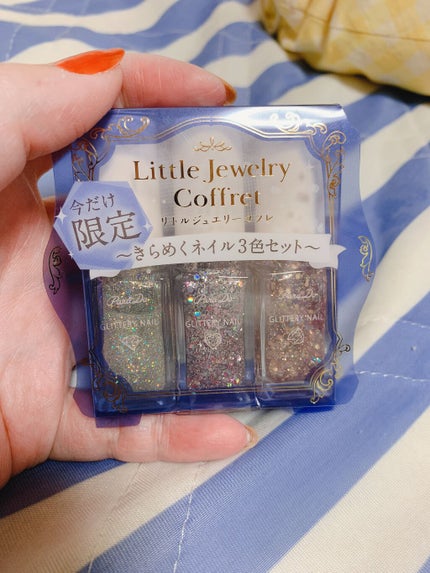 Little Jewelry
Coffret
リトルジュエリーコフレ
今だけ
限定
～きらめくネイル3色セット～
GLITTERY NAIL
GLITTERY NAIL
GLITTERY NAIL